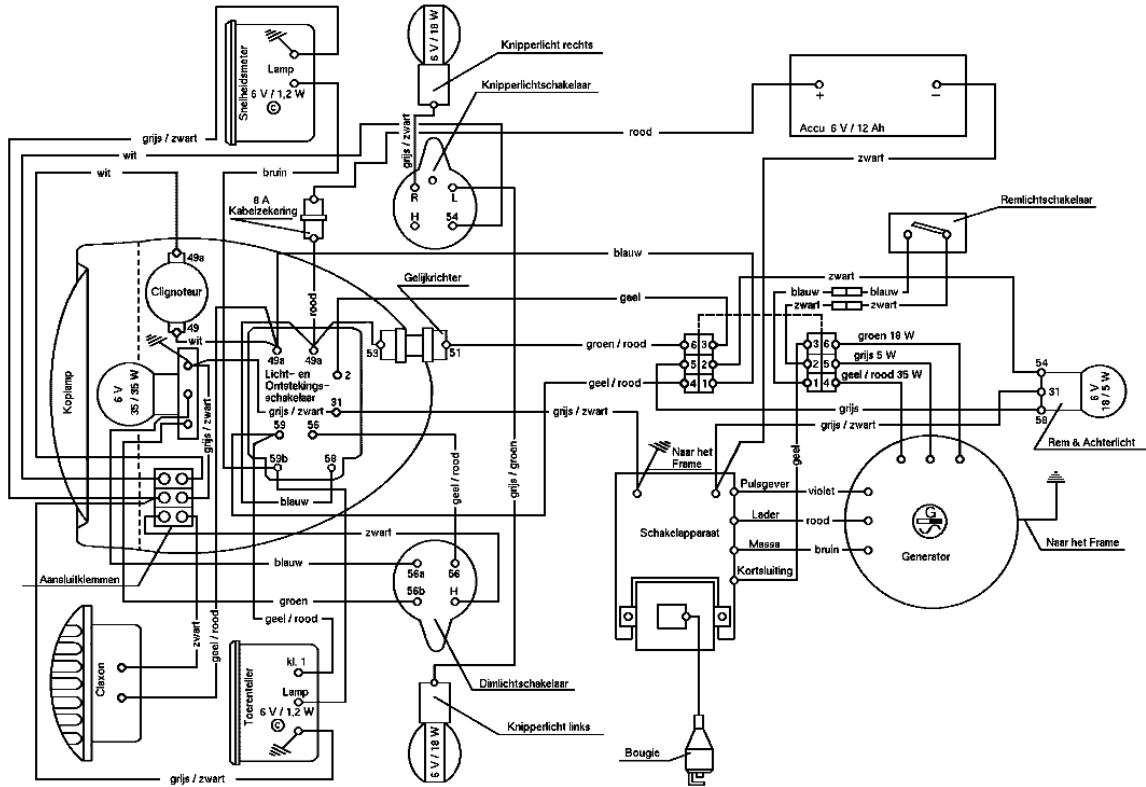 Snelheidsmeter
Lamp
6 V / 1,2 W
C
6 V / 18 W
Knipperlicht rechts
Knipperlichtschakelaar
+
−
Accu 6 V / 12 Ah
rood
grijs / zwart
wit
wit
bruin
grijs / zwart
zwart
zwart
R
L
H
54
8 A
Kabelzekering
rood
Remlichtschakelaar
49a
Clignoteur
49
wit
blauw
Gelijkrichter
geel
zwart
blauw
blauw
zwart
zwart
Koplamp
6 V
35 / 35 W
grijs / zwart
49a
49a
53
51
groen / rood
2
Licht- en
Ontstekings-
schakelaar
grijs / zwart
31
59
56
59b
58
blauw
geel / rood
grijs / groen
6
3
5
2
4
1
3
6
2
5
1
4
groen 18 W
grijs 5 W
geel / rood 35 W
geel / rood
grijs
grijs / zwart
grijs / zwart
geel
54
31
58
6 V
18 / 5 W
Rem & Achterlicht
Naar het
Frame
Pulsgever
violet
Lader
rood
Schakelapparaat
Massa
bruin
Kortsluiting
G
Generator
Naar het Frame
Aansluitklemmen
zwart
blauw
groen
56a
56
56b
H
geel / rood
zwart
geel / rood
Claxon
Toerenteller
kl. 1
Lamp
6 V / 1,2 W
C
Dimlichtschakelaar
Knipperlicht links
6 V / 18 W
grijs / zwart
Bougie